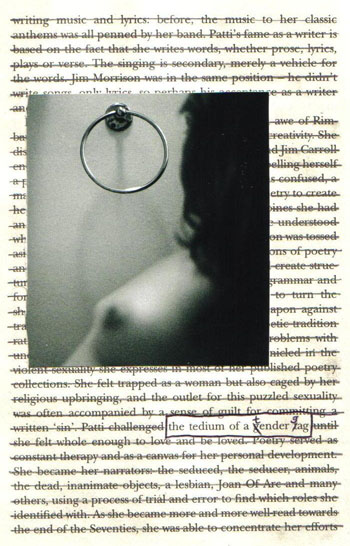 writing music and lyrics: before, the music to her classic
anthems was all penned by her band. Patti's fame as a writer is
based on the fact that she writes words, whether prose, lyrics,
plays or verse. The singing is secondary, merely a vehicle for
the words. Jim Morrison was in the same position – he didn't
write songs, only lyrics, so perhaps his acceptance as a writer
awe of Rim-
creativity. She
Jim Carroll
herself
confused, a
to create
she had
understood
was tossed
of poetry
create struc-
grammar and
to turn the
against
tradition
with
in the
violent sexuality she expresses in most of her published poetry
collections. She felt trapped as a woman but also caged by her
religious upbringing, and the outlet for this puzzled sexuality
was often accompanied by a sense of guilt for committing a
written 'sin'. Patti challenged the tedium of a tender gag until
she felt whole enough to love and be loved. Poetry served as
constant therapy and as a canvas for her personal development.
She became her narrators: the seduced, the seducer, animals,
the dead, inanimate objects, a lesbian, Joan Of Arc and many
others, using a process of trial and error to find which roles she
identified with. As she became more and more well-read towards
the end of the Seventies, she was able to concentrate her efforts